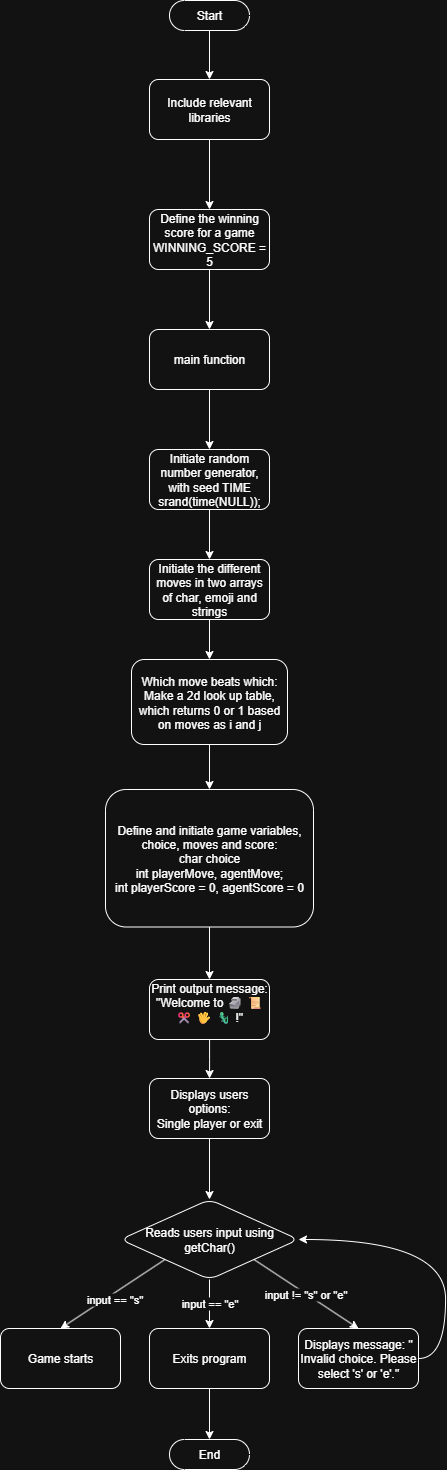 Start
Include relevant
libraries
Define the winning
score for a game
WINNING_SCORE =
5
main function
Initiate random
number generator,
with seed TIME
srand(time(NULL));
Initiate the different
moves in two arrays
of char, emoji and
strings
Which move beats which:
Make a 2d look up table,
which returns 0 or 1 based
on moves as i and j
Define and initiate game variables,
choice, moves and score:
char choice
int playerMove, agentMove;
int playerScore = 0, agentScore = 0
Print output message:
"Welcome to 🪨 📜
✂️ 🖖 🦎 !"
Displays users
options:
Single player or exit
Reads users input using
getChar()
input == "s"
input == "e"
input != "s" or "e"
Game starts
Exits program
Displays message: "
Invalid choice. Please
select 's' or 'e'."
End